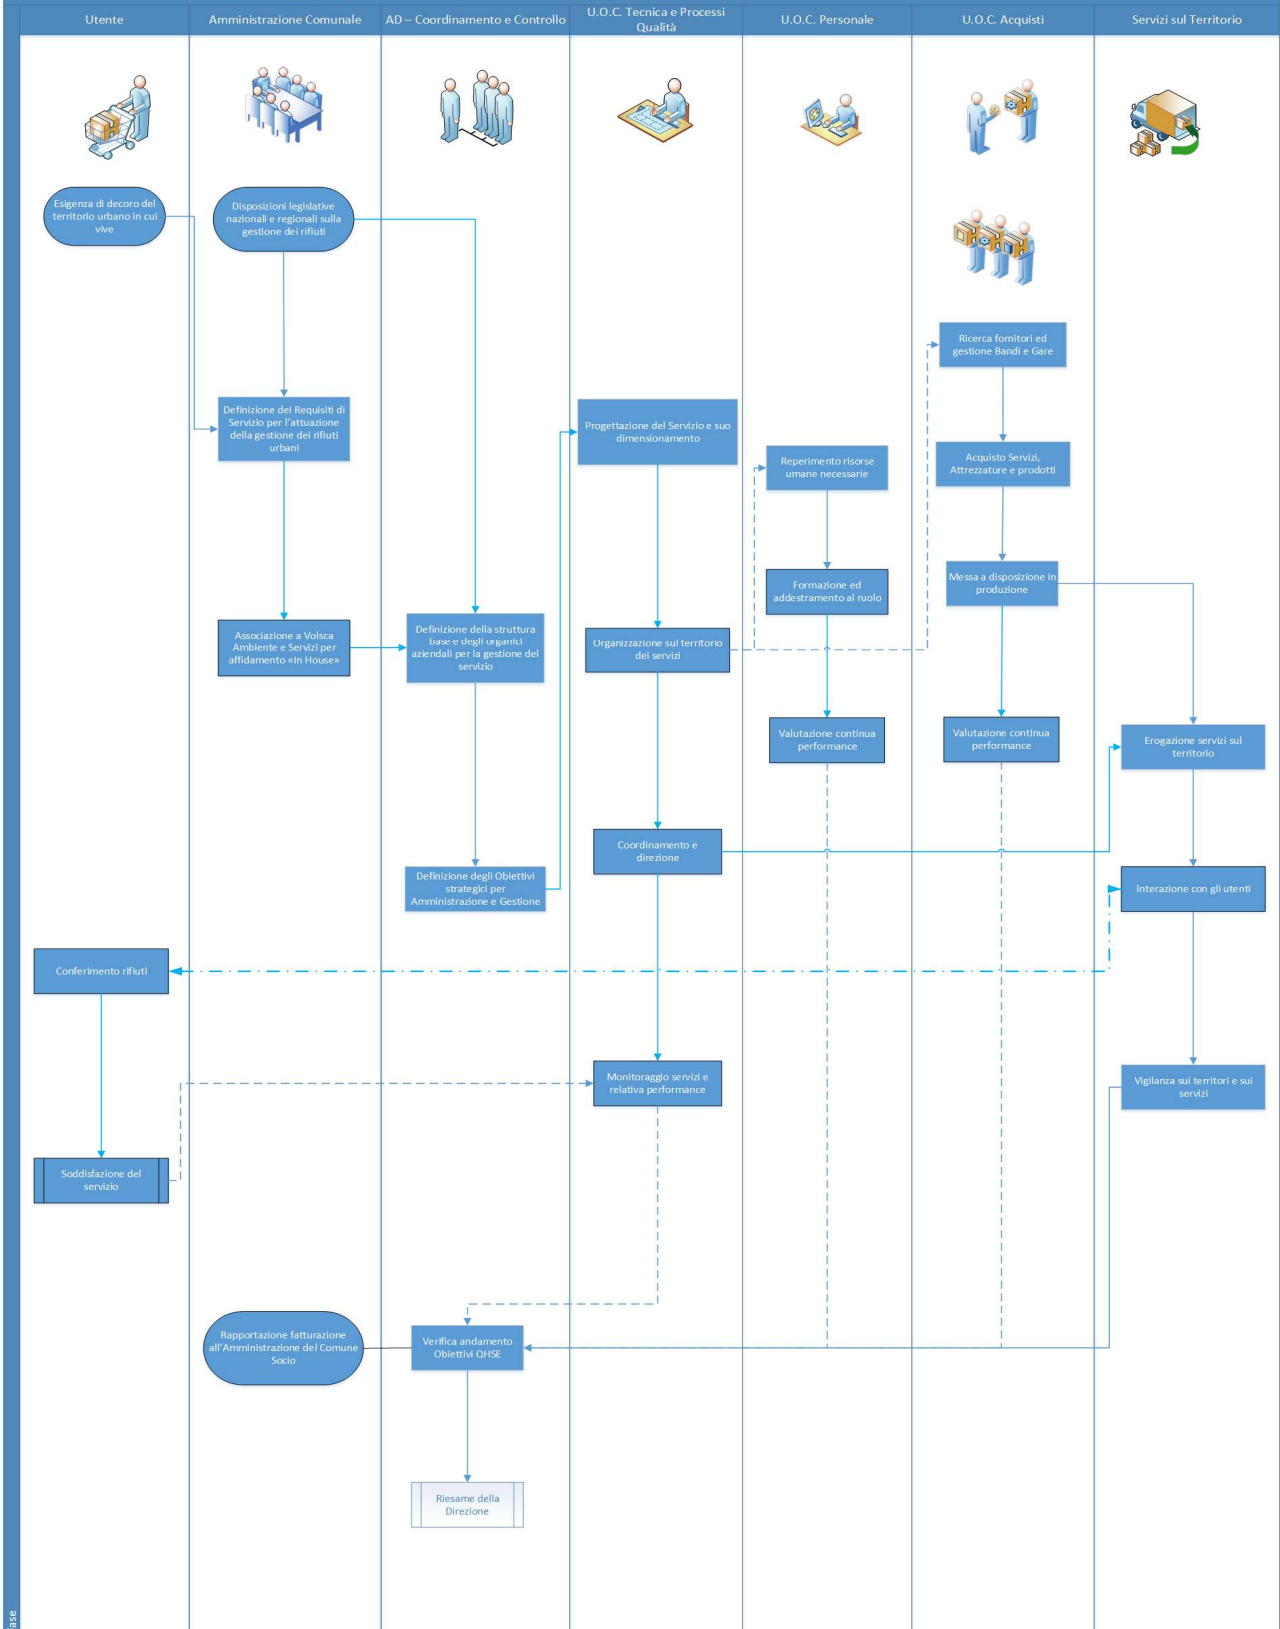 Utente
Amministrazione Comunale
AD – Coordinamento e Controllo
U.O.C. Tecnica e Processi
Qualità
U.O.C. Personale
U.O.C. Acquisti
Servizi sul Territorio
Esigenza di decoro del
territorio urbano in cui
vive
Disposizioni legislative
nazionali e regionali sulla
gestione dei rifiuti
Ricerca fornitori ed
gestione Bandi e Gare
Definizione dei Requisiti di
Servizio per l'attuazione
della gestione dei rifiuti
urbani
Progettazione del Servizio e suo
dimensionamento
Reperimento risorse
umane necessarie
Acquisto Servizi,
Attrezzature e prodotti
Formazione ed
addestramento al ruolo
Messa a disposizione in
produzione
Associazione a Volsca
Ambiente e Servizi per
affidamento «In House»
Definizione della struttura
base e degli organici
aziendali per la gestione del
servizio
Organizzazione sul territorio
dei servizi
Valutazione continua
performance
Valutazione continua
performance
Erogazione servizi sul
territorio
Coordinamento e
direzione
Definizione degli Obiettivi
strategici per
Amministrazione e Gestione
Interazione con gli utenti
Conferimento rifiuti
Monitoraggio servizi e
relativa performance
Vigilanza sui territori e sui
servizi
Soddisfazione del
servizio
Rapportazione fatturazione
all'Amministrazione del Comune
Socio
Verifica andamento
Obiettivi QHSE
Riesame della
Direzione